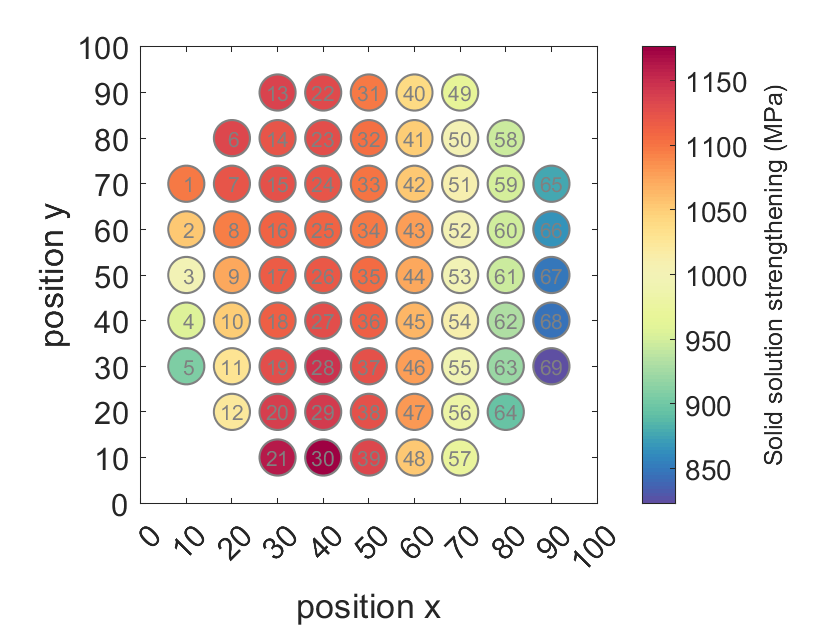 100
90
80
70
60
50
40
30
20
10
0
position y
13 22 31 40 49
6 14 23 32 41 50 58
1 7 15 24 33 42 51 59 65
2 8 16 25 34 43 52 60 66
3 9 17 26 35 44 53 61 67
4 10 18 27 36 45 54 62 68
5 11 19 28 37 46 55 63 69
12 20 29 38 47 56 64
21 30 39 48 57
0 10 20 30 40 50 60 70 80 90 100
position x
1150
1100
1050
1000
950
900
850
Solid solution strengthening (MPa)